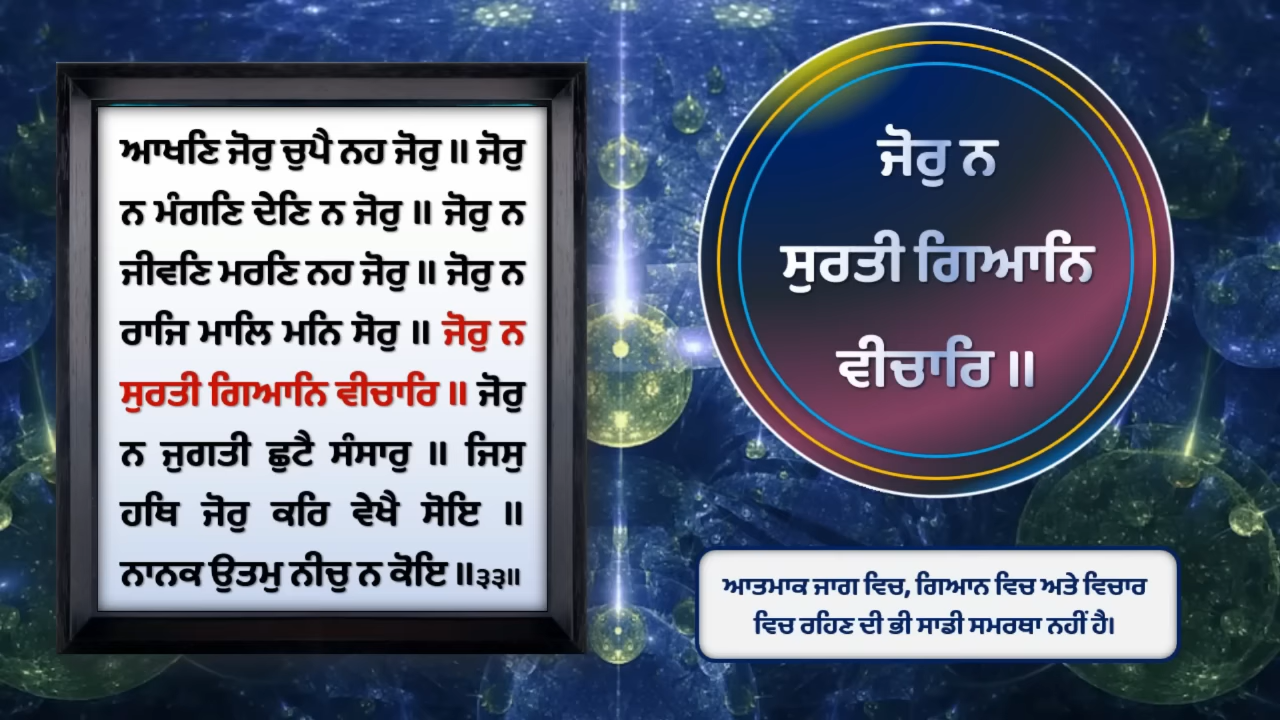 ਆਖਣਿ ਜੋਰੁ ਚੁਪੈ ਨਹ ਜੋਰੁ ॥ ਜੋਰੁ
ਨ ਮੰਗਣਿ ਦੇਣਿ ਨ ਜੋਰੁ ॥ ਜੋਰੁ ਨ
ਜੀਵਣਿ ਮਰਣਿ ਨਹ ਜੋਰੁ ॥ ਜੋਰੁ ਨ
ਰਾਜਿ ਮਾਲਿ ਮਨਿ ਸੋਰੁ ॥ ਜੋਰੁ ਨ
ਸੁਰਤੀ ਗਿਆਨਿ ਵੀਚਾਰਿ ॥ ਜੋਰੁ
ਨ ਜੁਗਤੀ ਛੁਟੈ ਸੰਸਾਰੁ ॥ ਜਿਸੁ
ਹਥਿ ਜੋਰੁ ਕਰਿ ਵੇਖੈ ਸੋਇ ॥
ਨਾਨਕ ਉਤਮੁ ਨੀਚੁ ਨ ਕੋਇ ॥੩੩॥
ਜੋਰੁ ਨ
ਸੁਰਤੀ ਗਿਆਨਿ
ਵੀਚਾਰਿ ॥
ਆਤਮਾਕ ਜਾਗ ਵਿਚ, ਗਿਆਨ ਵਿਚ ਅਤੇ ਵਿਚਾਰ
ਵਿਚ ਰਹਿਣ ਦੀ ਭੀ ਸਾਡੀ ਸਮਰਥਾ ਨਹੀਂ ਹੈ।